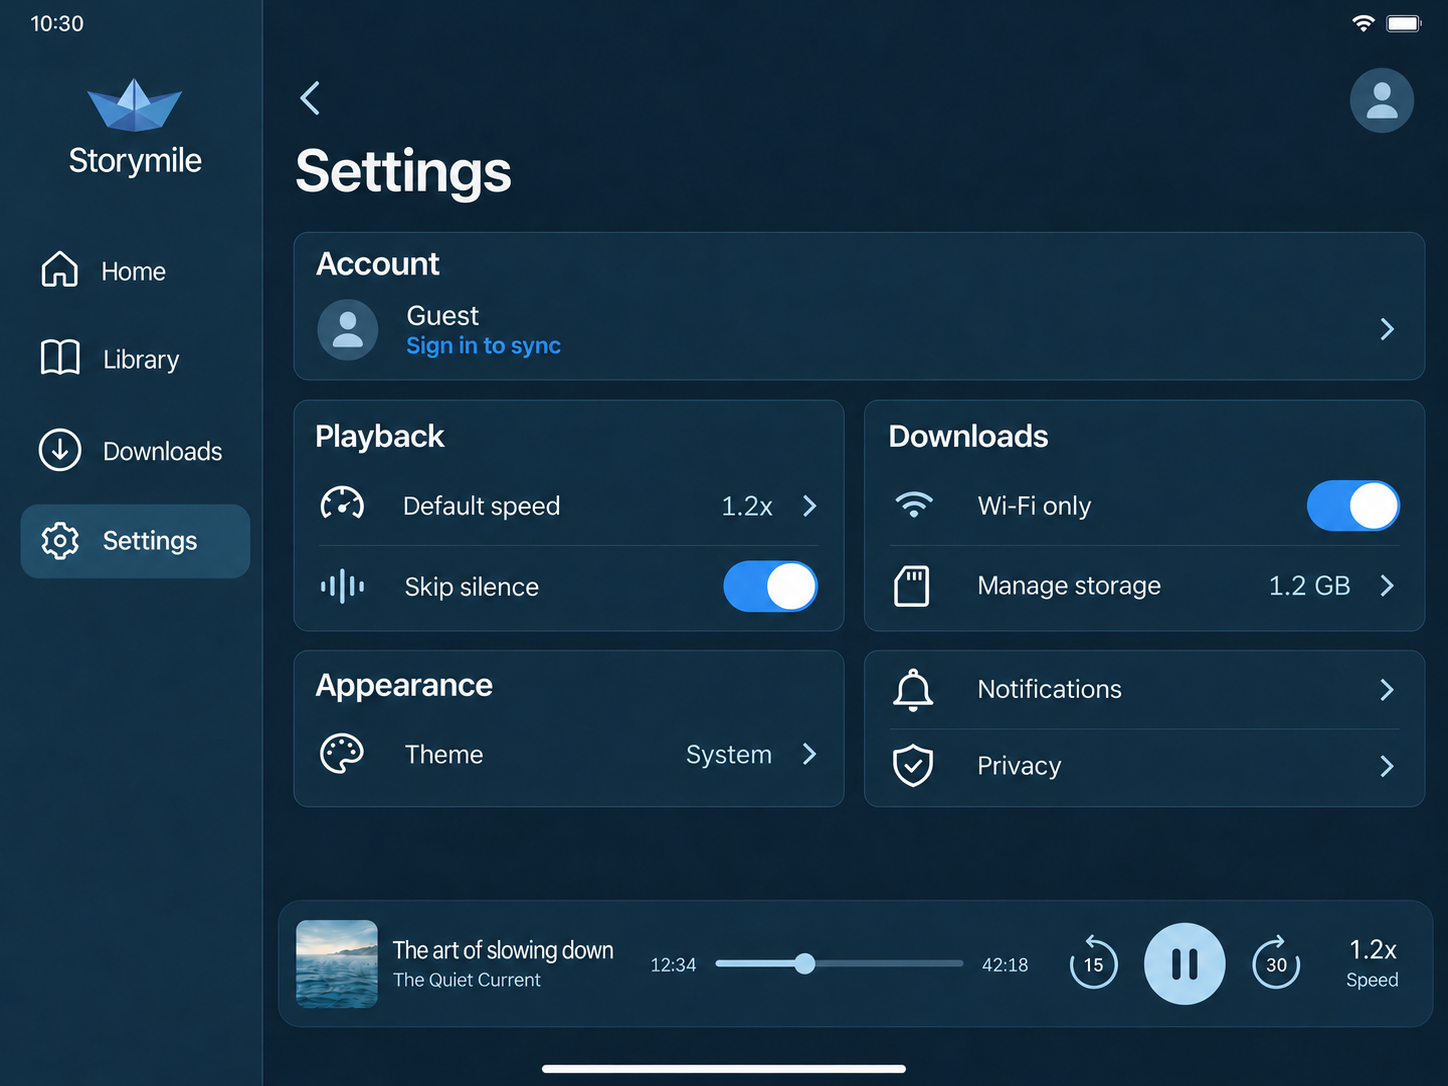 10:30
Storymile
Home
Library
Downloads
Settings
Settings
Account
Guest
Sign in to sync
Playback
Default speed 1.2x
Skip silence
Downloads
Wi-Fi only
Manage storage 1.2 GB
Appearance
Theme System
Notifications
Privacy
The art of slowing down
The Quiet Current
12:34 42:18
15
30
1.2x
Speed